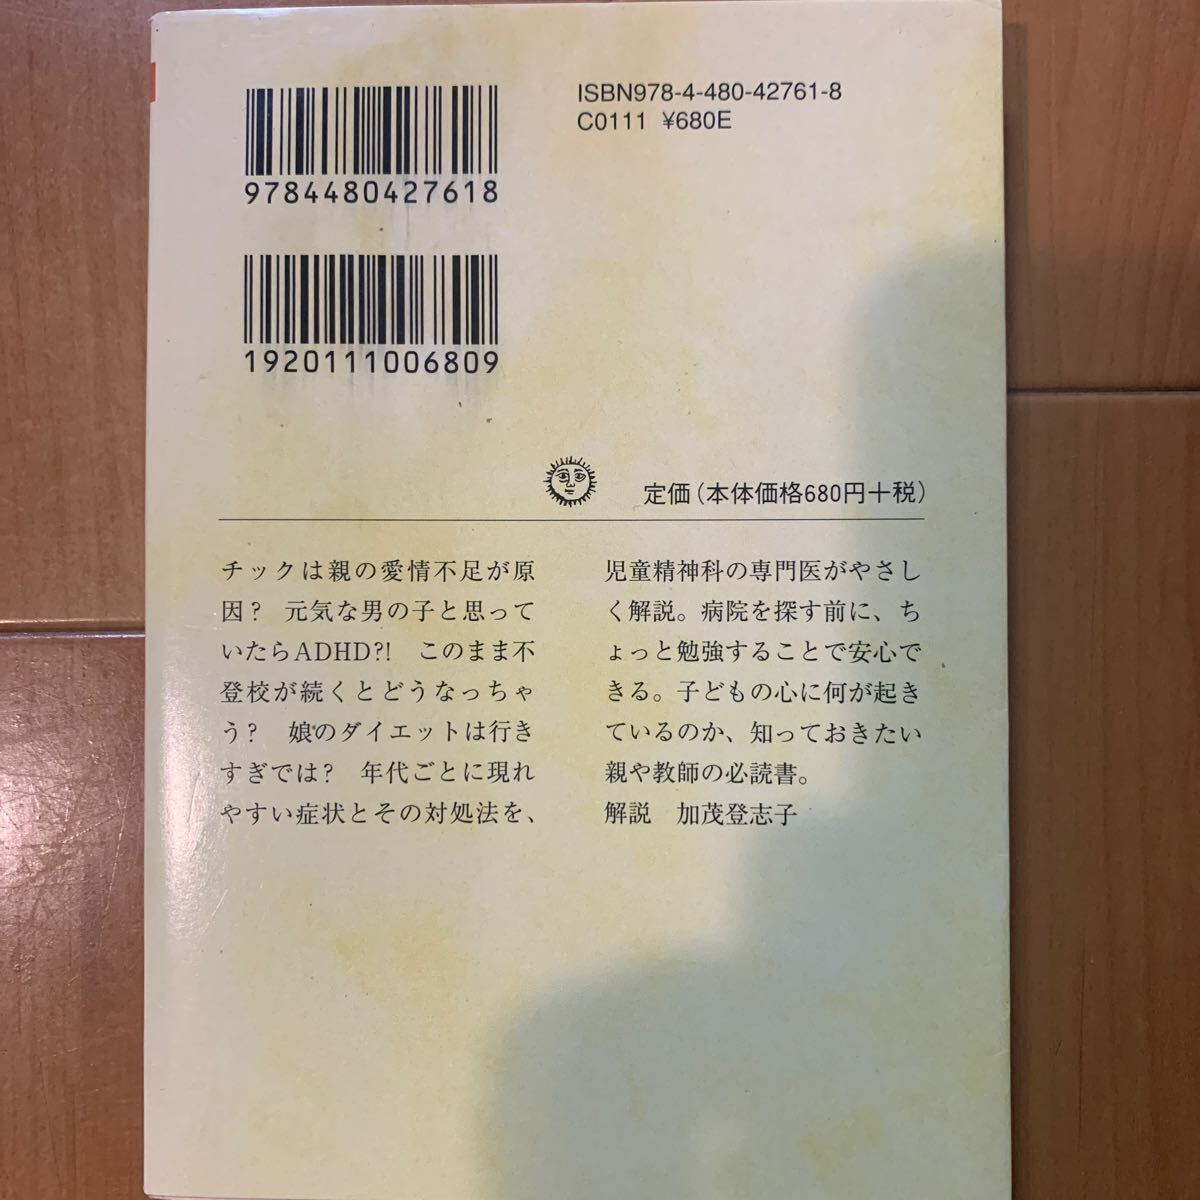 ISBN978-4-480-42761-8
C0111 ¥680E
9784480427618
1920111006809
定価(本体価格680円+税)
チックは親の愛情不足が原
因? 元気な男の子と思って
いたらADHD?! このまま不
登校が続くとどうなっちゃ
う? 娘のダイエットは行き
すぎでは? 年代ごとに現れ
やすい症状とその対処法を、
児童精神科の専門医がやさし
く解説。病院を探す前に、ち
ょっと勉強することで安心で
きる。子どもの心に何が起き
ているのか、知っておきたい
親や教師の必読書。
解説 加茂登志子